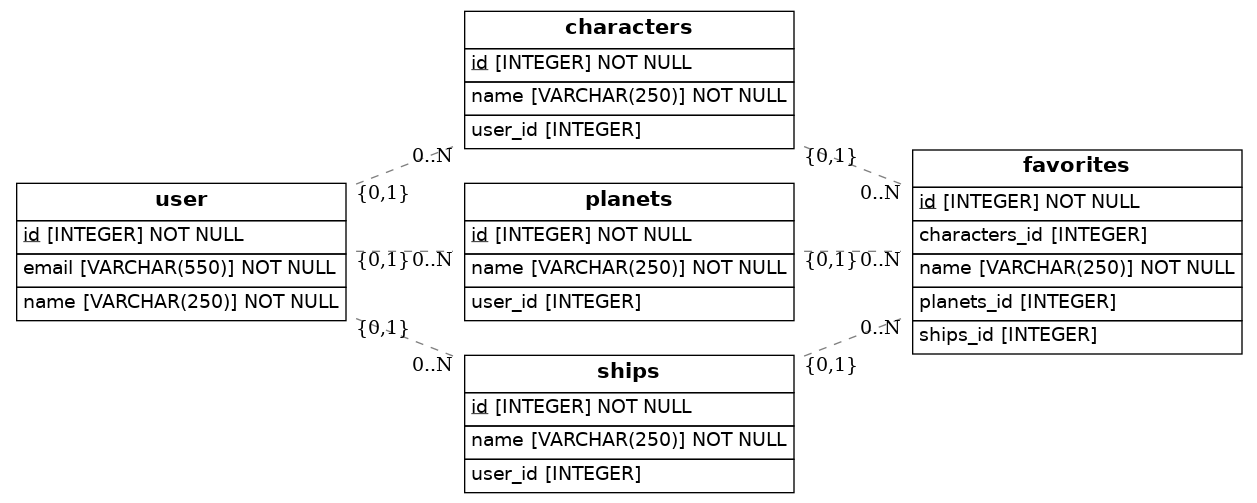 characters
id [INTEGER] NOT NULL
name [VARCHAR(250)] NOT NULL
user_id [INTEGER]
0..N
{0,1}
{0,1}
0..N
user
id [INTEGER] NOT NULL
email [VARCHAR(550)] NOT NULL
name [VARCHAR(250)] NOT NULL
{0,1}
0..N
planets
id [INTEGER] NOT NULL
name [VARCHAR(250)] NOT NULL
user_id [INTEGER]
{0,1}
0..N
favorites
id [INTEGER] NOT NULL
characters_id [INTEGER]
name [VARCHAR(250)] NOT NULL
planets_id [INTEGER]
ships_id [INTEGER]
{0,1}
0..N
0..N
{0,1}
ships
id [INTEGER] NOT NULL
name [VARCHAR(250)] NOT NULL
user_id [INTEGER]